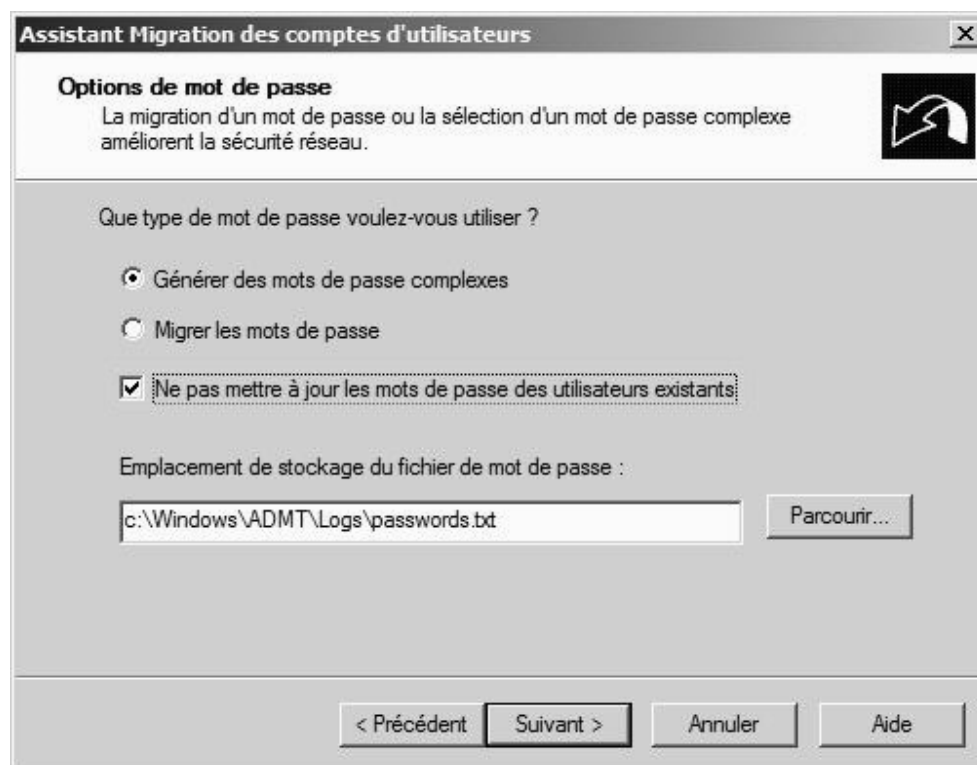 Assistant Migration des comptes d'utilisateurs
Options de mot de passe
La migration d'un mot de passe ou la sélection d'un mot de passe complexe
améliorent la sécurité réseau.
Que type de mot de passe voulez-vous utiliser ?
Générer des mots de passe complexes
Migrer les mots de passe
Ne pas mettre à jour les mots de passe des utilisateurs existants
Emplacement de stockage du fichier de mot de passe :
c:\Windows\ADMT\Logs\passwords.txt
Parcourir...
< Précédent
Suivant >
Annuler
Aide